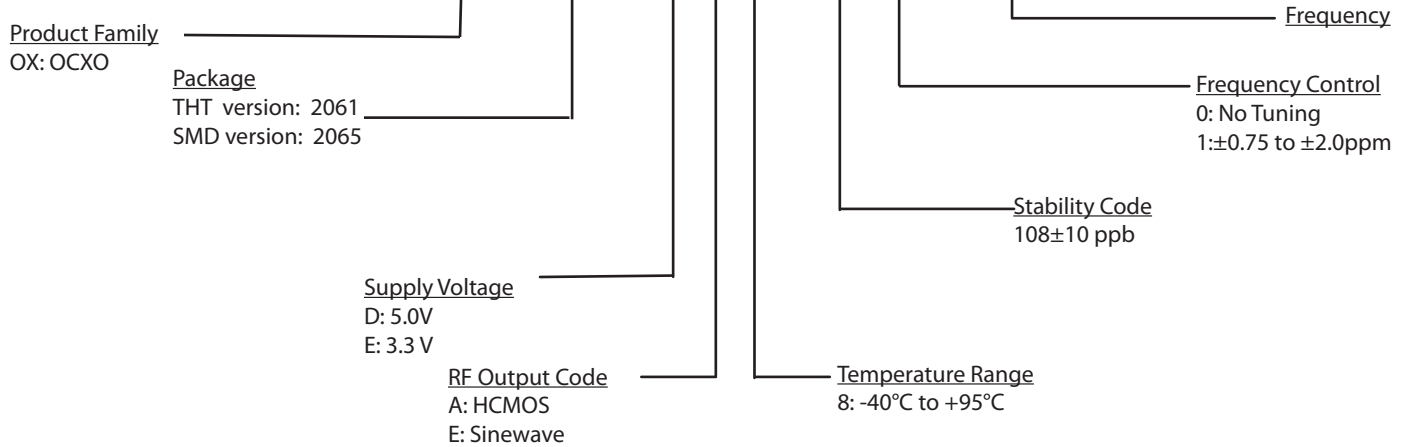 Product Family
OX: OCXO
Package
THT version: 2061
SMD version: 2065
Supply Voltage
D: 5.0V
E: 3.3 V
RF Output Code
A: HCMOS
E: Sinewave
Temperature Range
8: -40°C to +95°C
Stability Code
108±10 ppb
Frequency Control
0: No Tuning
1:±0.75 to ±2.0ppm
Frequency